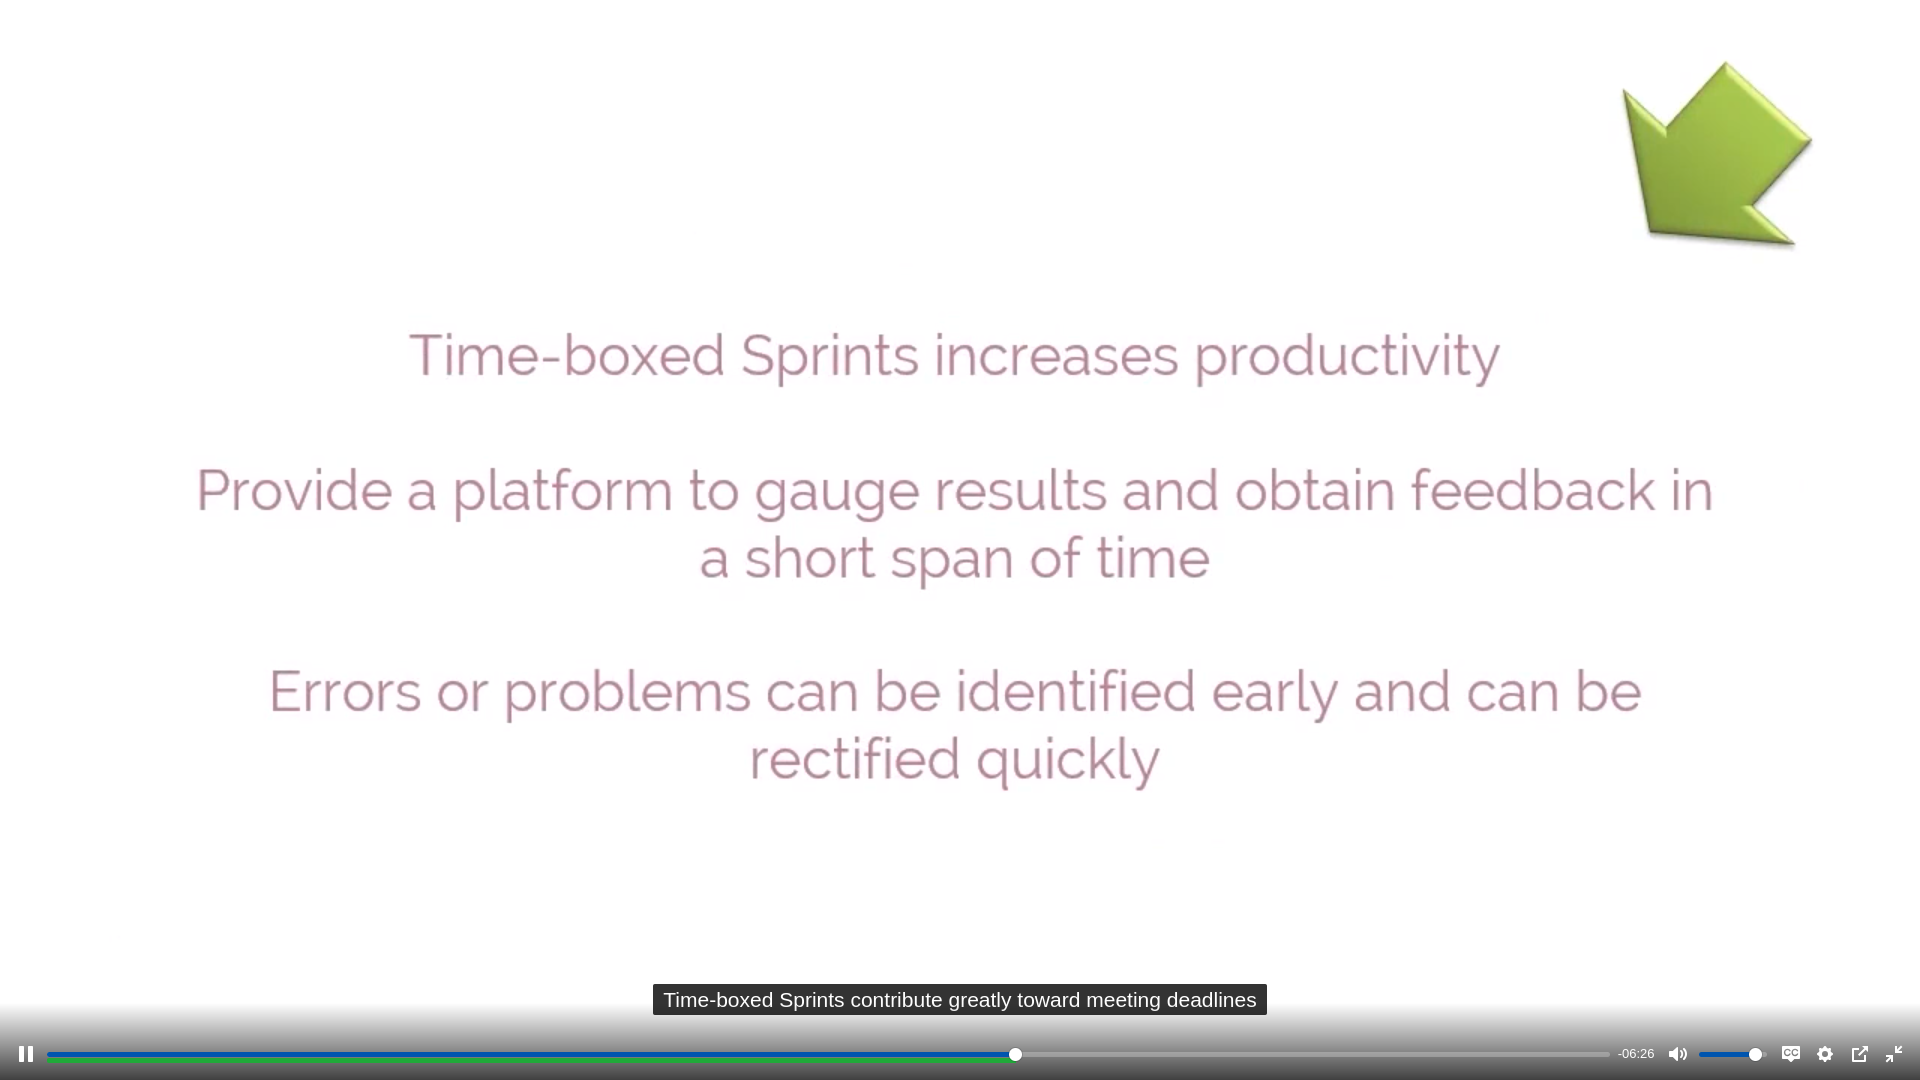 Time-boxed Sprints increases productivity
Provide a platform to gauge results and obtain feedback in
a short span of time
Errors or problems can be identified early and can be
rectified quickly
Time-boxed Sprints contribute greatly toward meeting deadlines
-06:26
CC